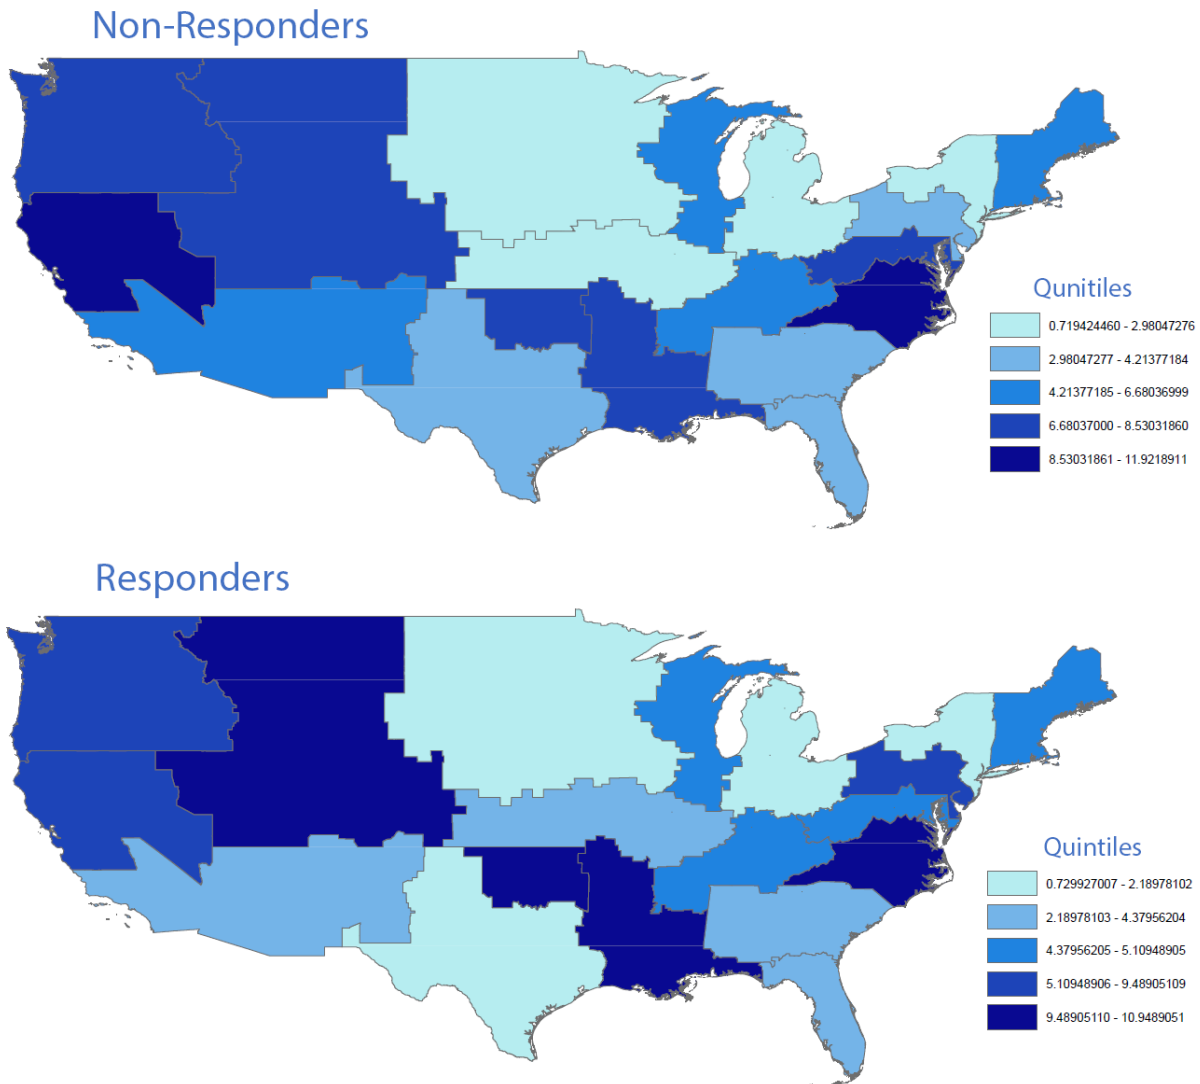 Non-Responders
Qunitiles
0.719424460 - 2.98047276
2.98047277 - 4.21377184
4.21377185 - 6.68036999
6.68037000 - 8.53031860
8.53031861 - 11.9218911
Responders
Quintiles
0.729927007 - 2.18978102
2.18978103 - 4.37956204
4.37956205 - 5.10948905
5.10948906 - 9.48905109
9.48905110 - 10.9489051